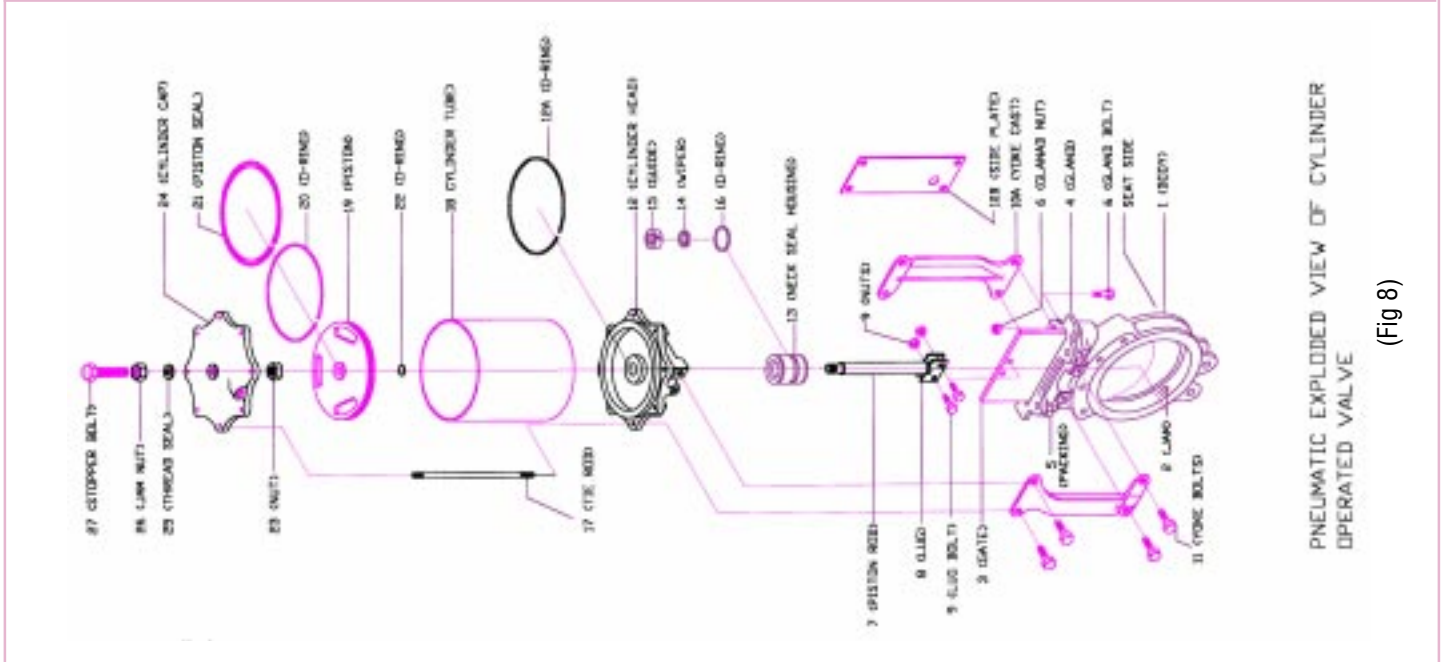 27 (STOPPER BOLT)
26 (JAM NUT)
25 (THREAD SEAL)
24 (CYLINDER CAP)
21 (PISTON SEAL)
23 (NUT)
20 (O-RING)
19 (PISTON)
22 (O-RING)
18 CYLINDER TUBE)
17 (TIE ROD)
12A (O-RING)
12 (CYLINDER HEAD)
15 (GUIDE)
14 (WIPER)
16 (O-RING)
13 (NECK SEAL HOUSING)
9 (NUTS)
7 (PISTON ROD)
8 (LUG)
9 (LUG BOLT)
3 (GATE)
(SIDE PLATE)
10A (YOKE CAST)
6 (GLANAD NUT)
4 (GLAND)
6 (GLAND BOLT)
SEAT SIDE
1 (BODY)
5
(PACKING)
2 (JAM)
11 (YOKE BOLTS)
PNEUMATIC EXPLODED VIEW OF CYLINDER
OPERATED VALVE
(Fig 8)